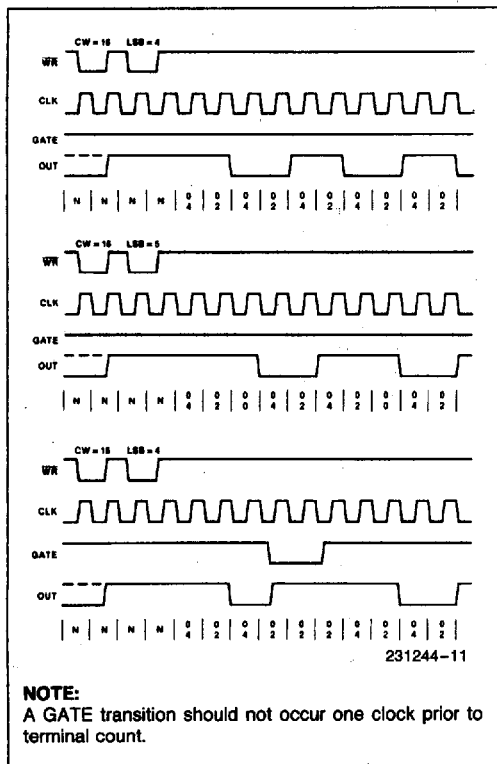 CW = 16 LSB = 4
WR
CLK
GATE
OUT
N N N N 0 0 0 0 0 0 0 0 0 0
4 2 4 2 4 2 4 2 4 2
CW = 16 LSB = 5
WR
CLK
GATE
OUT
N N N N 0 0 0 0 0 0 0 0 0 0
4 2 0 4 2 4 2 0 4 2
CW = 16 LSB = 4
WR
CLK
GATE
OUT
N N N N 0 0 0 0 0 0 0 0 0 0
4 2 4 2 2 2 4 2 4 2
231244-11
NOTE:
A GATE transition should not occur one clock prior to
terminal count.